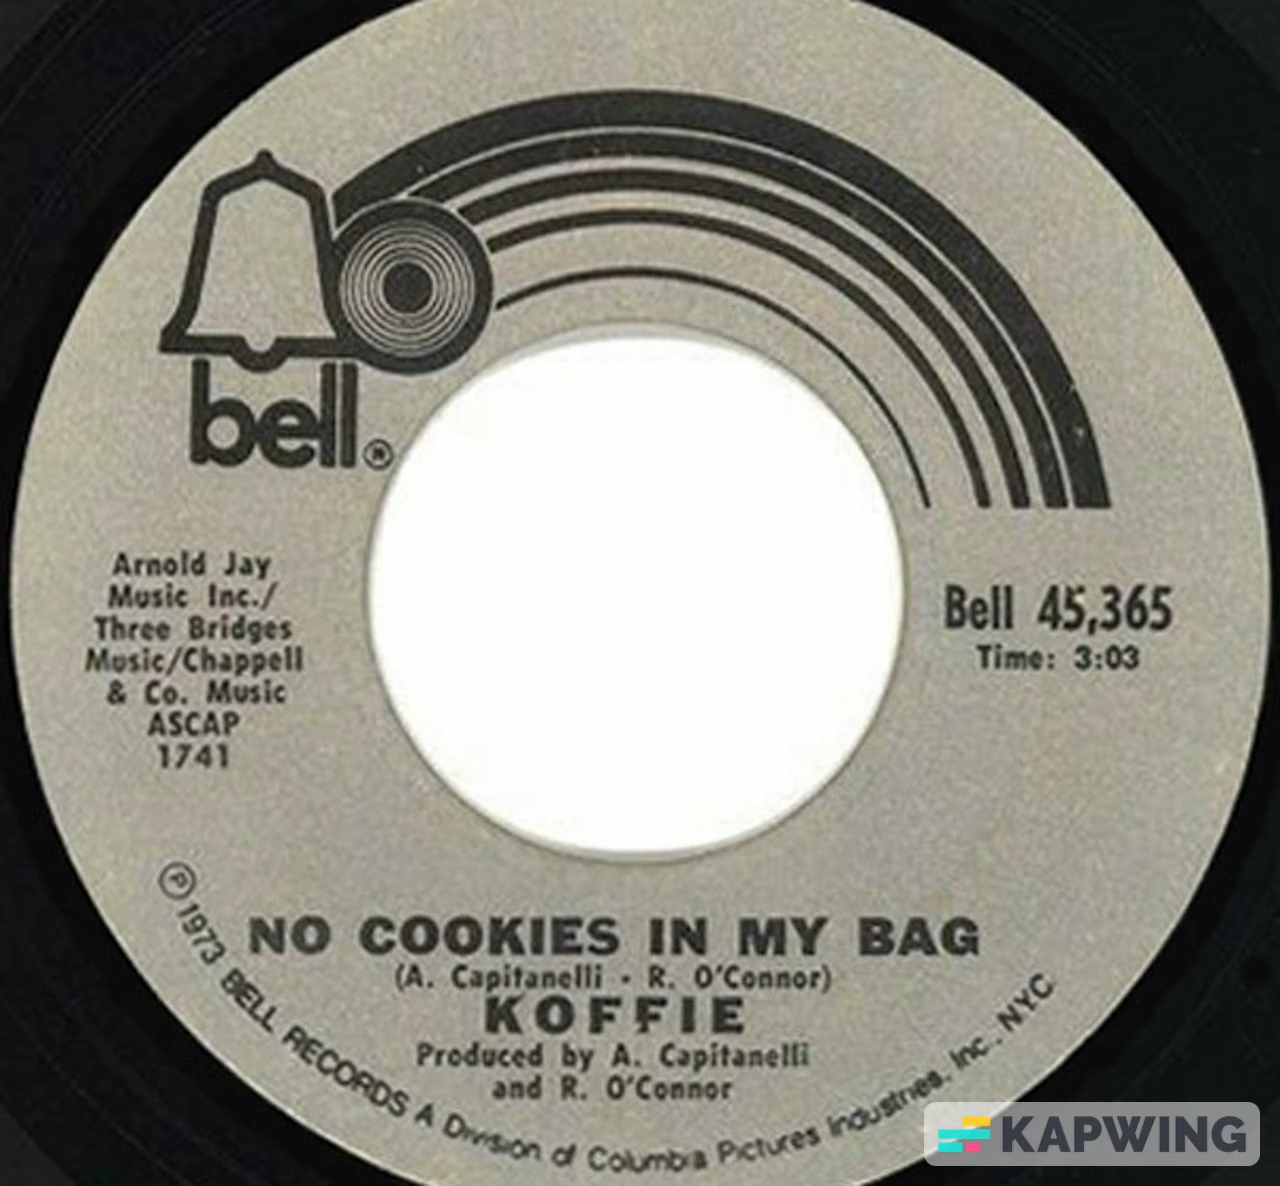 bell®
Arnold Jay
Music Inc./
Three Bridges
Music/Chappell
& Co. Music
ASCAP
1741
Bell 45,365
Time: 3:03
NO COOKIES IN MY BAG
(A. Capitanelli - R. O'Connor)
KOFFIE
Produced by A. Capitanelli
and R. O'Connor
℗ 1973 BELL RECORDS A Division of Columbia Pictures Industries, Inc., N.Y.C.
KAPWING